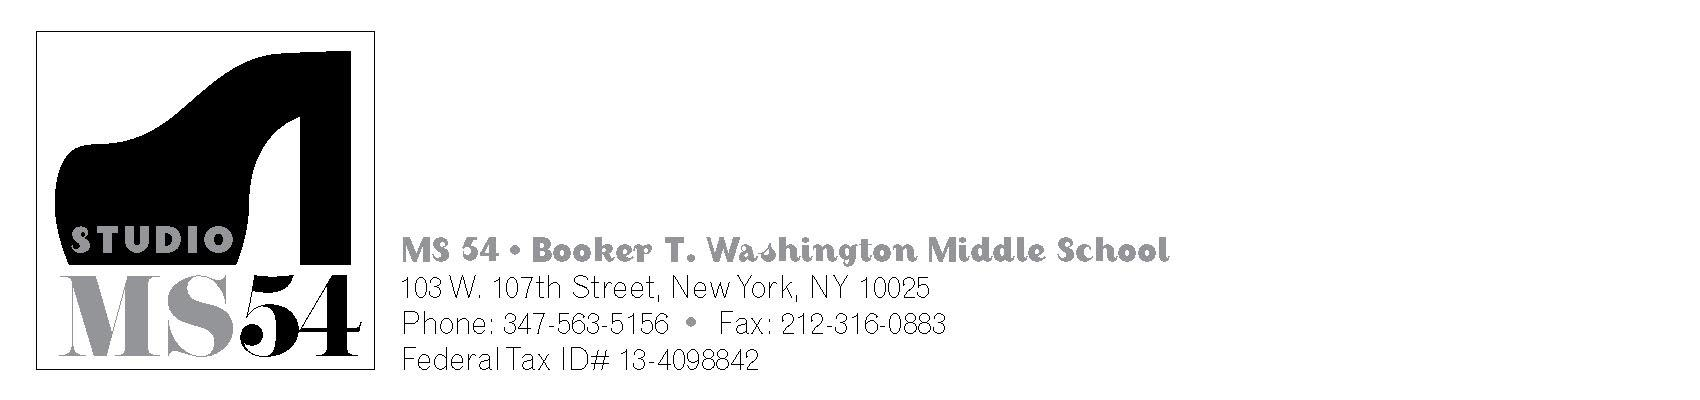 STUDIO
MS54
MS 54 • Booker T. Washington Middle School
103 W. 107th Street, New York, NY 10025
Phone: 347-563-5156 • Fax: 212-316-0883
Federal Tax ID# 13-4098842